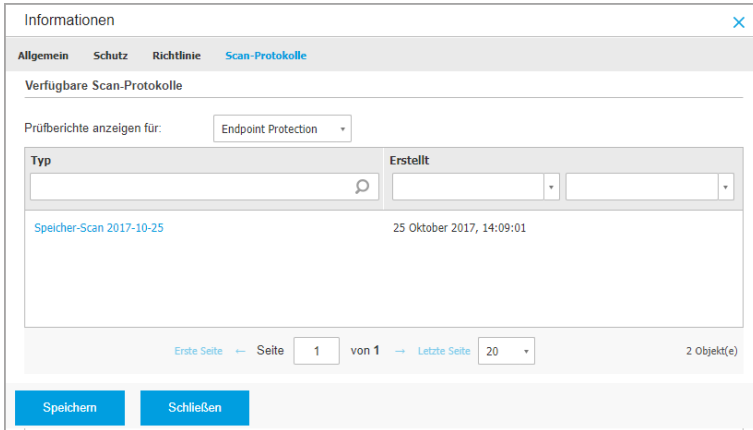 Informationen
Allgemein Schutz Richtlinie Scan-Protokolle
Verfügbare Scan-Protokolle
Prüfberichte anzeigen für: Endpoint Protection
Typ Erstellt
Speicher-Scan 2017-10-25 25 Oktober 2017, 14:09:01
Erste Seite ← Seite 1 von 1 → Letzte Seite 20 2 Objekt(e)
Speichern Schließen